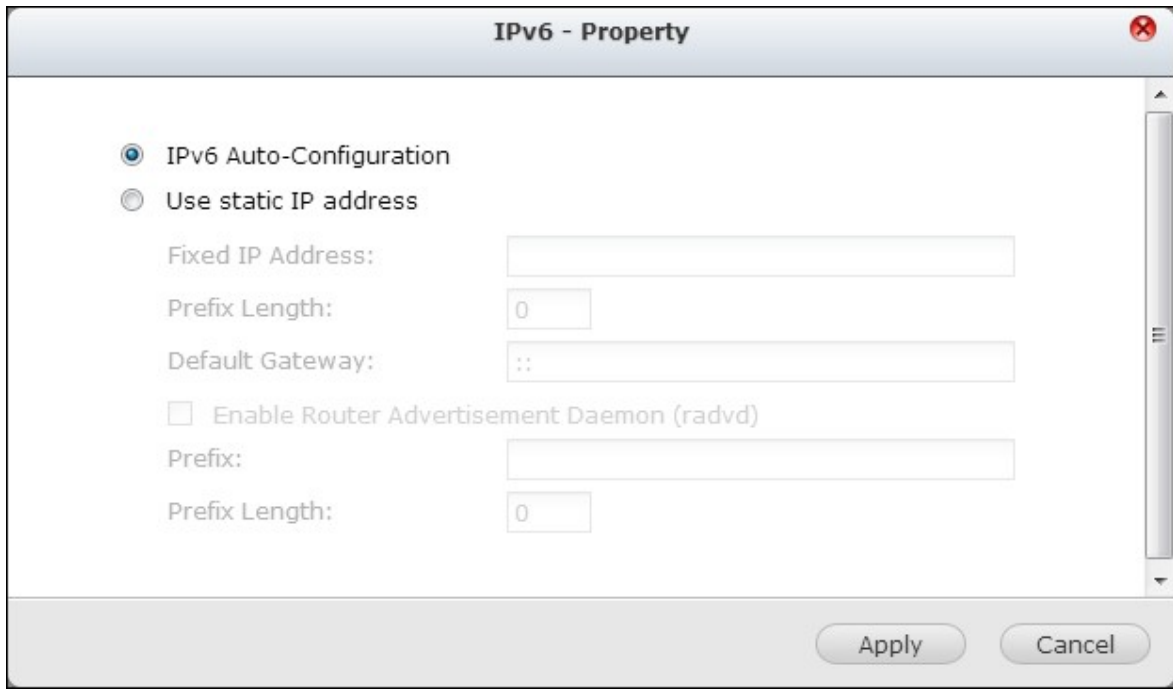 IPv6 - Property
IPv6 Auto-Configuration
Use static IP address
Fixed IP Address:
Prefix Length: 0
Default Gateway: ::
Enable Router Advertisement Daemon (radvd)
Prefix:
Prefix Length: 0
Apply Cancel